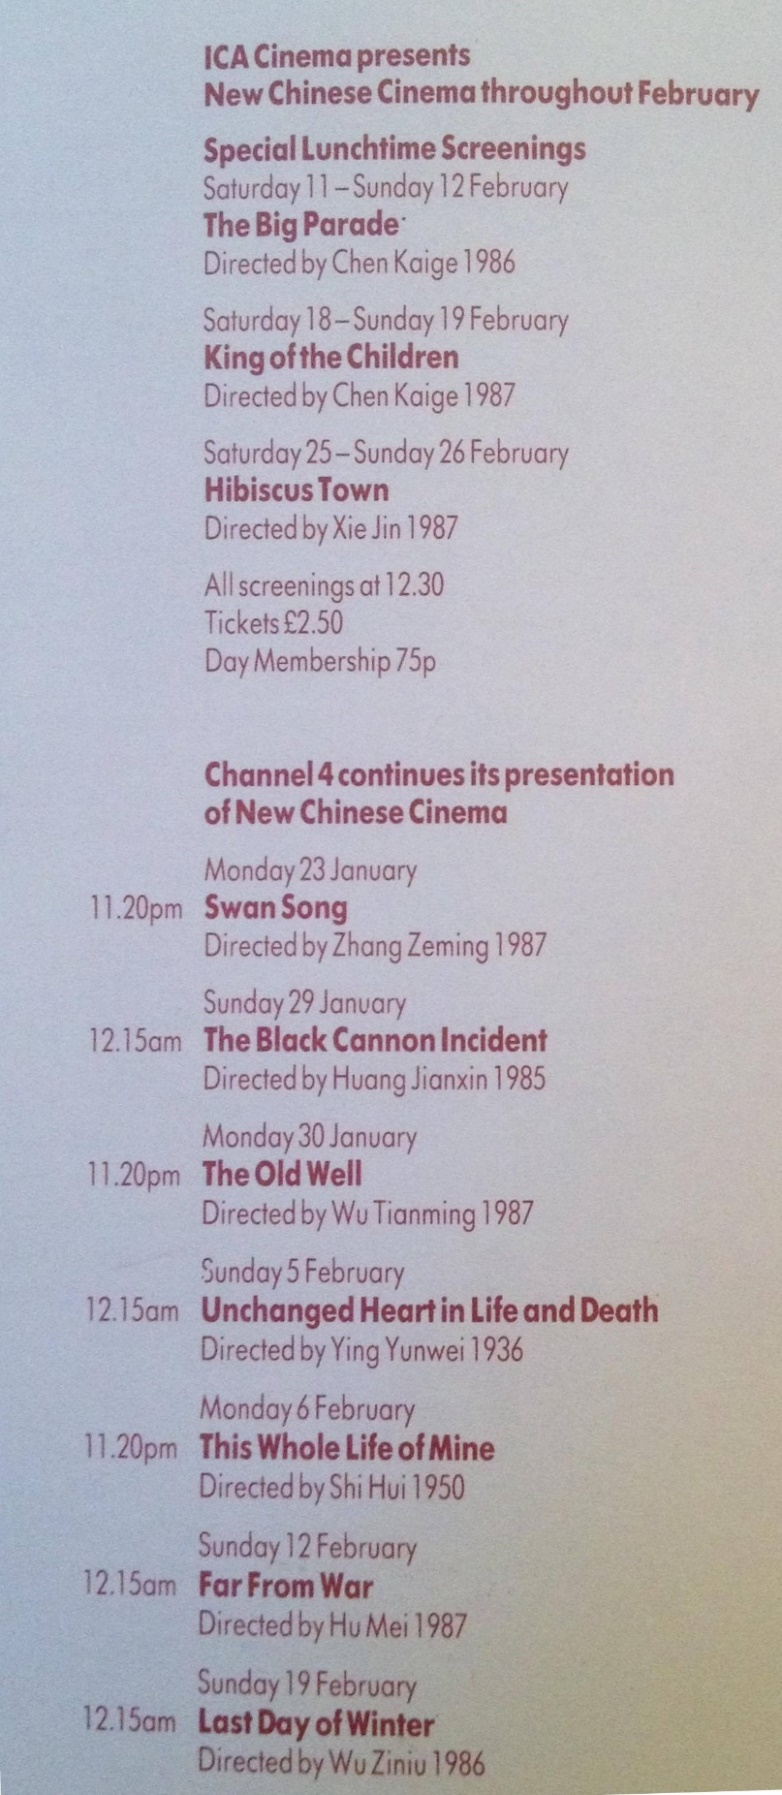 ICA Cinema presents
New Chinese Cinema throughout February
Special Lunchtime Screenings
Saturday 11 – Sunday 12 February
The Big Parade
Directed by Chen Kaige 1986
Saturday 18 – Sunday 19 February
King of the Children
Directed by Chen Kaige 1987
Saturday 25 – Sunday 26 February
Hibiscus Town
Directed by Xie Jin 1987
All screenings at 12.30
Tickets £2.50
Day Membership 75p
Channel 4 continues its presentation
of New Chinese Cinema
Monday 23 January
11.20pm Swan Song
Directed by Zhang Zeming 1987
Sunday 29 January
12.15am The Black Cannon Incident
Directed by Huang Jianxin 1985
Monday 30 January
11.20pm The Old Well
Directed by Wu Tianming 1987
Sunday 5 February
12.15am Unchanged Heart in Life and Death
Directed by Ying Yunwei 1936
Monday 6 February
11.20pm This Whole Life of Mine
Directed by Shi Hui 1950
Sunday 12 February
12.15am Far From War
Directed by Hu Mei 1987
Sunday 19 February
12.15am Last Day of Winter
Directed by Wu Ziniu 1986